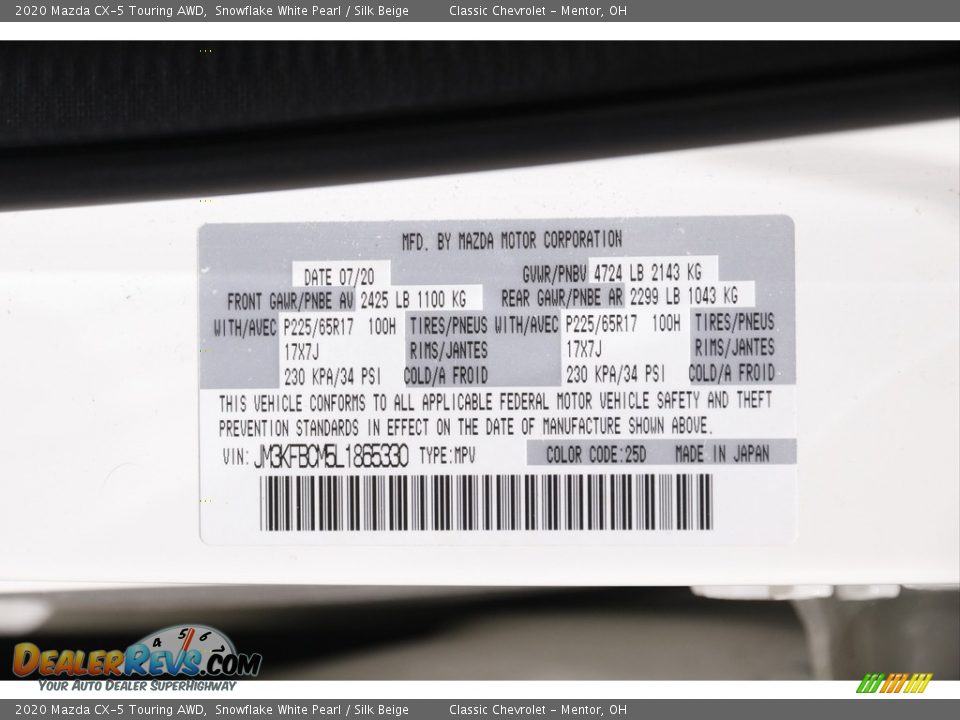 2020 Mazda CX-5 Touring AWD, Snowflake White Pearl / Silk Beige Classic Chevrolet - Mentor, OH
MFD. BY MAZDA MOTOR CORPORATION
DATE 07/20 GVWR/PNBV 4724 LB 2143 KG
FRONT GAWR/PNBE AV 2425 LB 1100 KG REAR GAWR/PNBE AR 2299 LB 1043 KG
WITH/AVEC P225/65R17 100H TIRES/PNEUS WITH/AVEC P225/65R17 100H TIRES/PNEUS
17X7J RIMS/JANTES 17X7J RIMS/JANTES
230 KPA/34 PSI COLD/A FROID 230 KPA/34 PSI COLD/A FROID
THIS VEHICLE CONFORMS TO ALL APPLICABLE FEDERAL MOTOR VEHICLE SAFETY AND THEFT
PREVENTION STANDARDS IN EFFECT ON THE DATE OF MANUFACTURE SHOWN ABOVE.
VIN: JM3KFBCM5L1865330 TYPE:MPV COLOR CODE:25D MADE IN JAPAN
4 5 6
DEALERREVS.COM
YOUR AUTO DEALER SUPERHIGHWAY
2020 Mazda CX-5 Touring AWD, Snowflake White Pearl / Silk Beige Classic Chevrolet - Mentor, OH